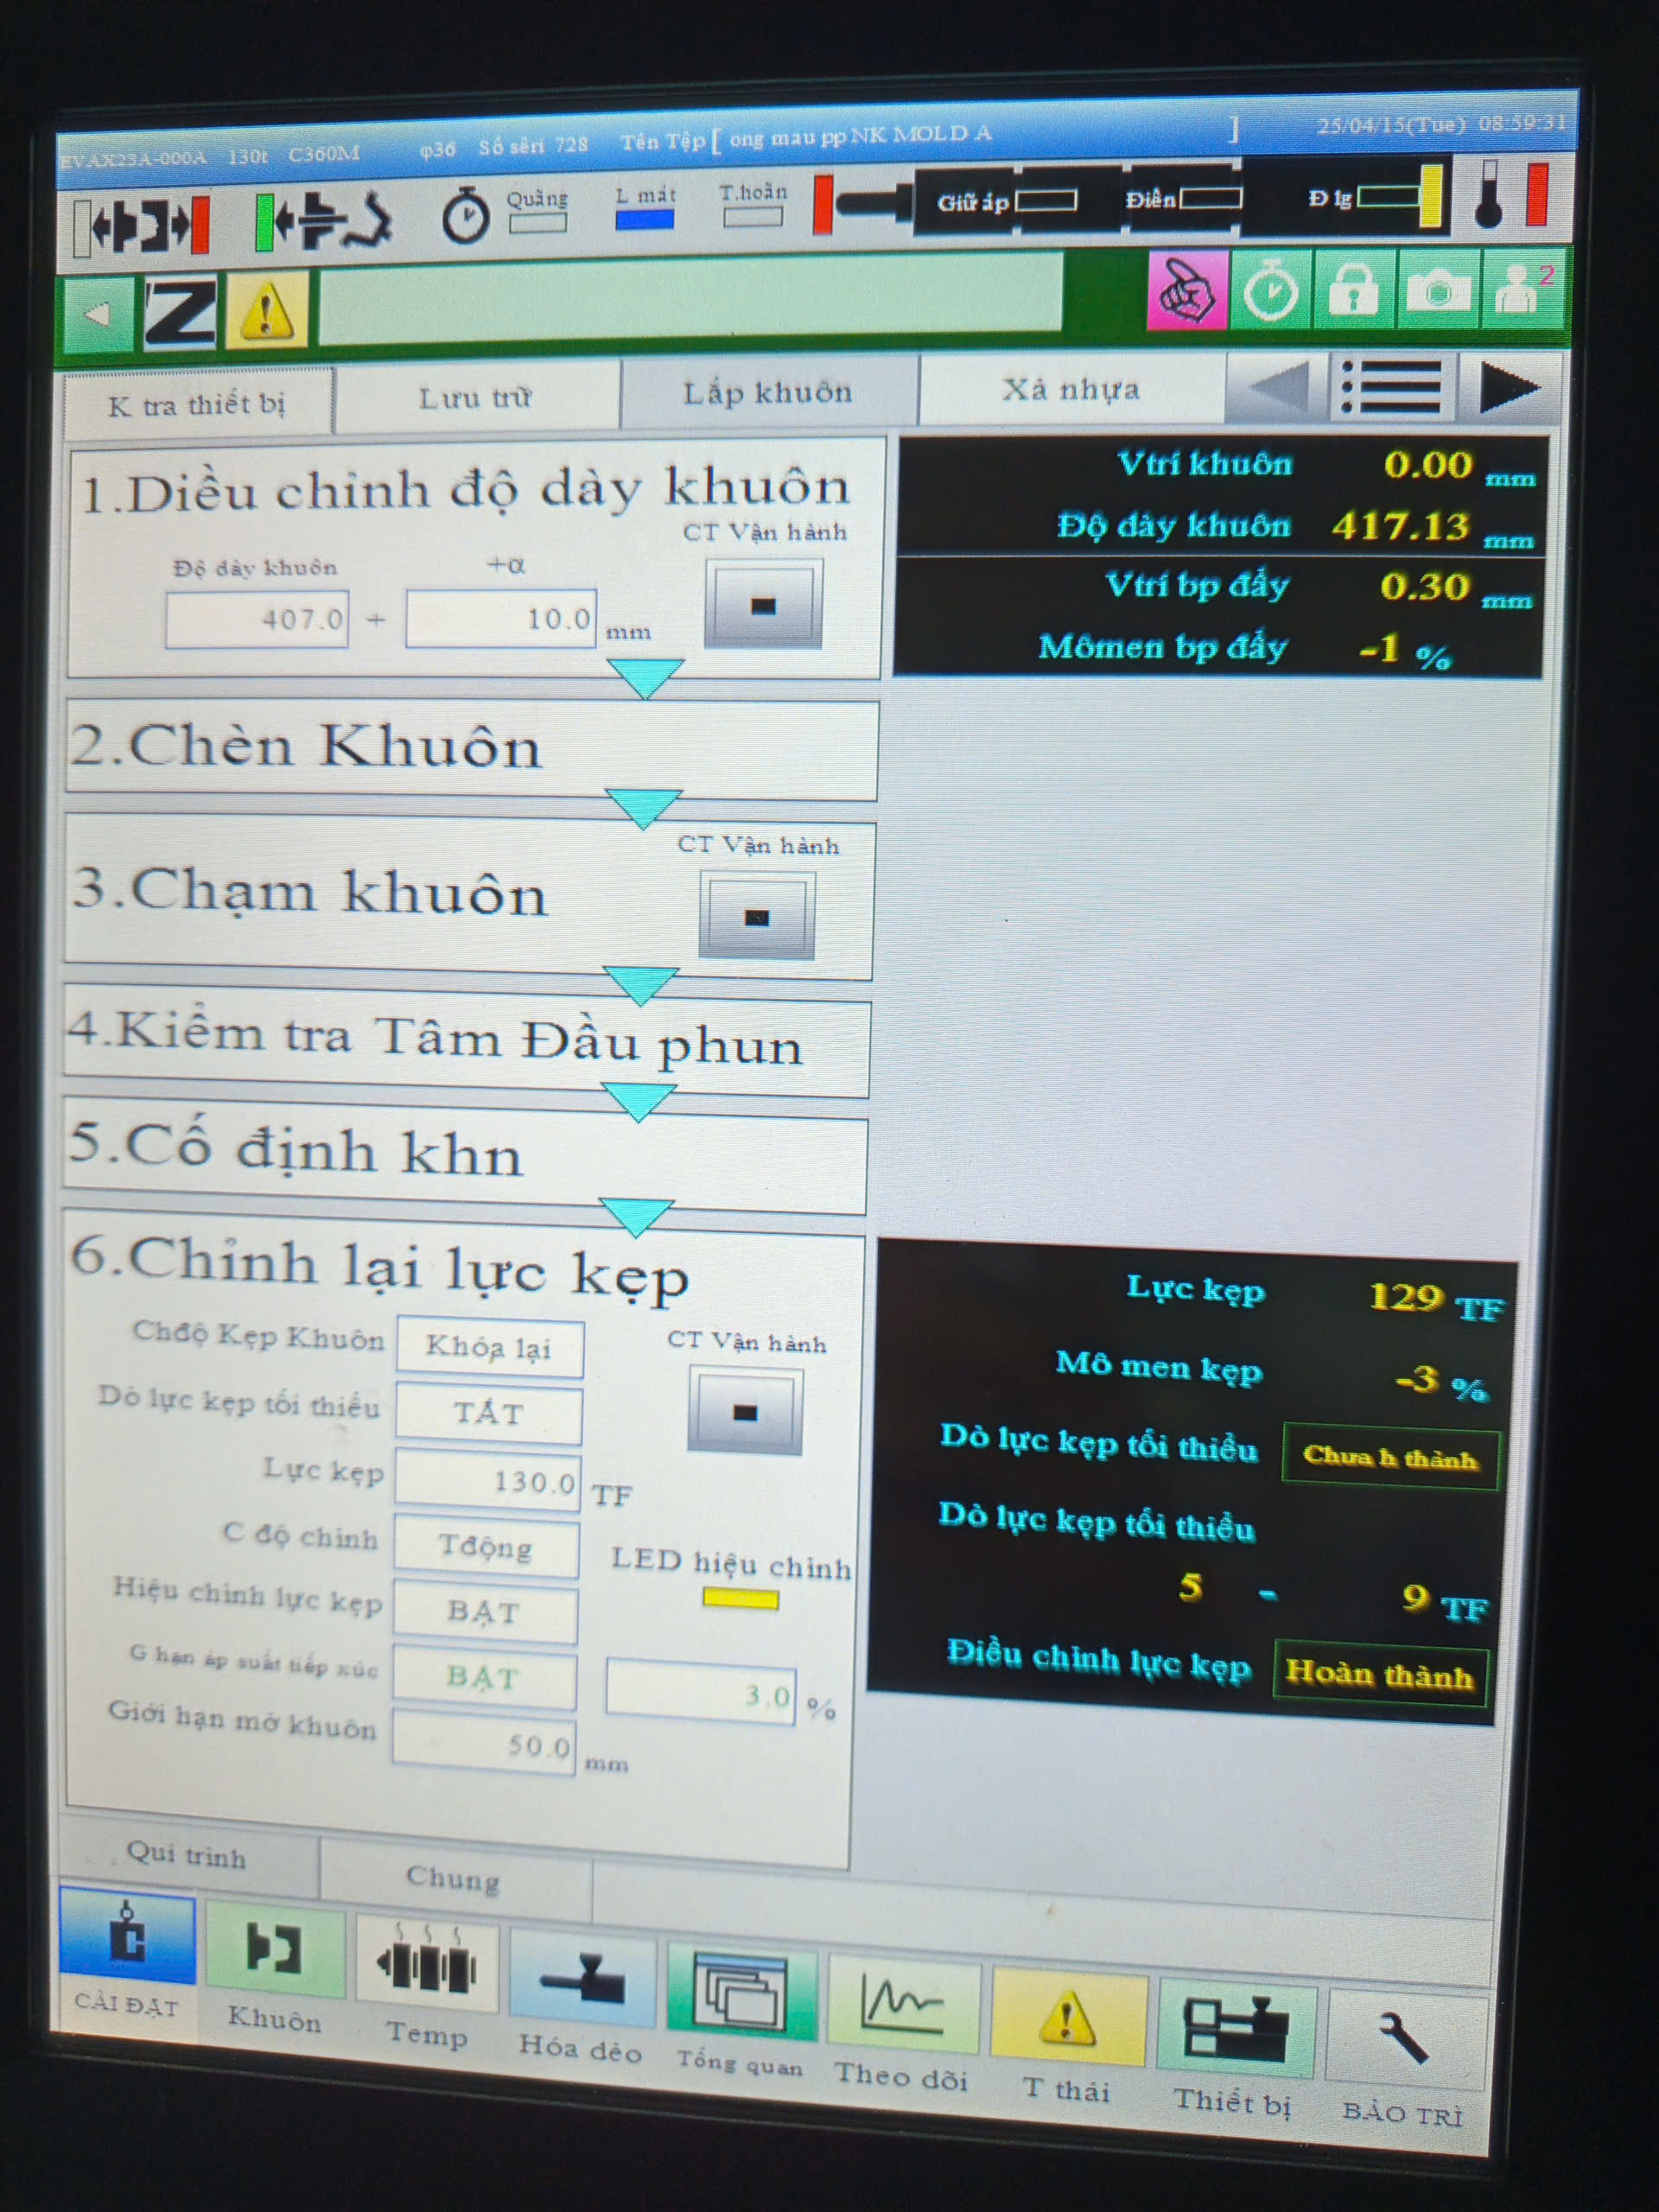 EVAX23A-000A 130t C360M φ36 Số sêri 728 Tên Tệp [ ong mau pp NK MOLD A ] 25/04/15(Tue) 08:59:31
Quãng L mát T.hoãn Giữ áp Điền Đ lg
Z
2
K tra thiết bị Lưu trữ Lắp khuôn Xả nhựa
1.Diều chỉnh độ dày khuôn
CT Vận hành
Độ dày khuôn +α
407.0 + 10.0 mm
Vtrí khuôn 0.00 mm
Độ dày khuôn 417.13 mm
Vtrí bp đẩy 0.30 mm
Mômen bp đẩy -1 %
2.Chèn Khuôn
3.Chạm khuôn
CT Vận hành
4.Kiểm tra Tâm Đầu phun
5.Cố định khn
6.Chỉnh lại lực kẹp
Chđộ Kẹp Khuôn Khóa lại
CT Vận hành
Dò lực kẹp tối thiểu TẮT
Lực kẹp 130.0 TF
C độ chỉnh Tđộng
LED hiệu chỉnh
Hiệu chỉnh lực kẹp BẬT
G hạn áp suất tiếp xúc BẬT 3.0 %
Giới hạn mở khuôn 50.0 mm
Lực kẹp 129 TF
Mô men kẹp -3 %
Dò lực kẹp tối thiểu Chưa h thành
Dò lực kẹp tối thiểu
5 - 9 TF
Điều chỉnh lực kẹp Hoàn thành
Qui trình Chung
CÀI ĐẶT Khuôn Temp Hóa dẻo Tổng quan Theo dõi T thái Thiết bị BẢO TRÌ